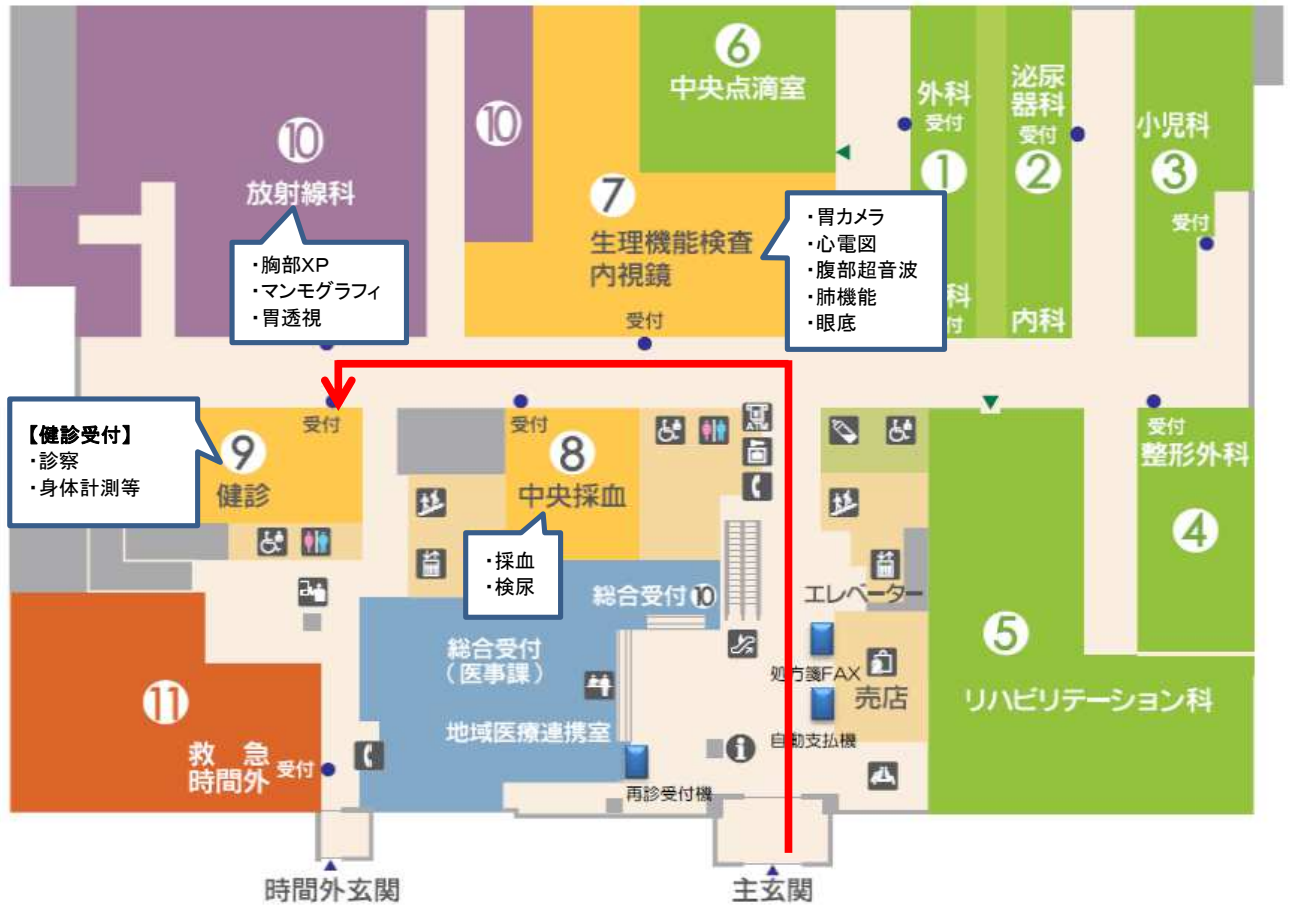 ⑥
中央点滴室
外科
受付
①
泌尿
器科
受付
②
小児科
③
受付
⑩
放射線科
⑩
⑦
生理機能検査
内視鏡
受付
・胸部XP
・マンモグラフィ
・胃透視
・胃カメラ
・心電図
・腹部超音波
・肺機能
・眼底
科
付
内科
【健診受付】
・診察
・身体計測等
受付
⑨
健診
受付
⑧
中央採血
・採血
・検尿
ATM
受付
整形外科
④
総合受付⑩
エレベーター
総合受付
(医事課)
地域医療連携室
処方箋FAX
売店
自動支払機
再診受付機
⑤
リハビリテーション科
⑪
救 急
時間外
受付
時間外玄関
主玄関